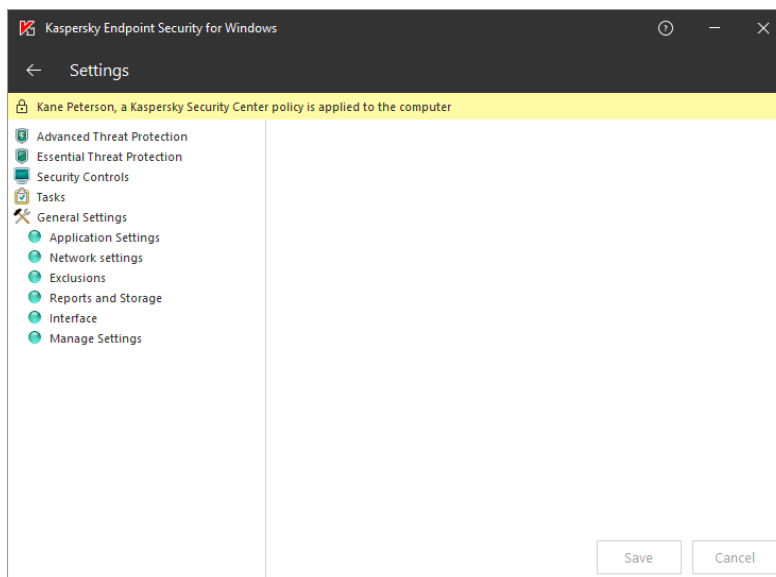 Kaspersky Endpoint Security for Windows
Settings
Kane Peterson, a Kaspersky Security Center policy is applied to the computer
Advanced Threat Protection
Essential Threat Protection
Security Controls
Tasks
General Settings
Application Settings
Network settings
Exclusions
Reports and Storage
Interface
Manage Settings
Save Cancel